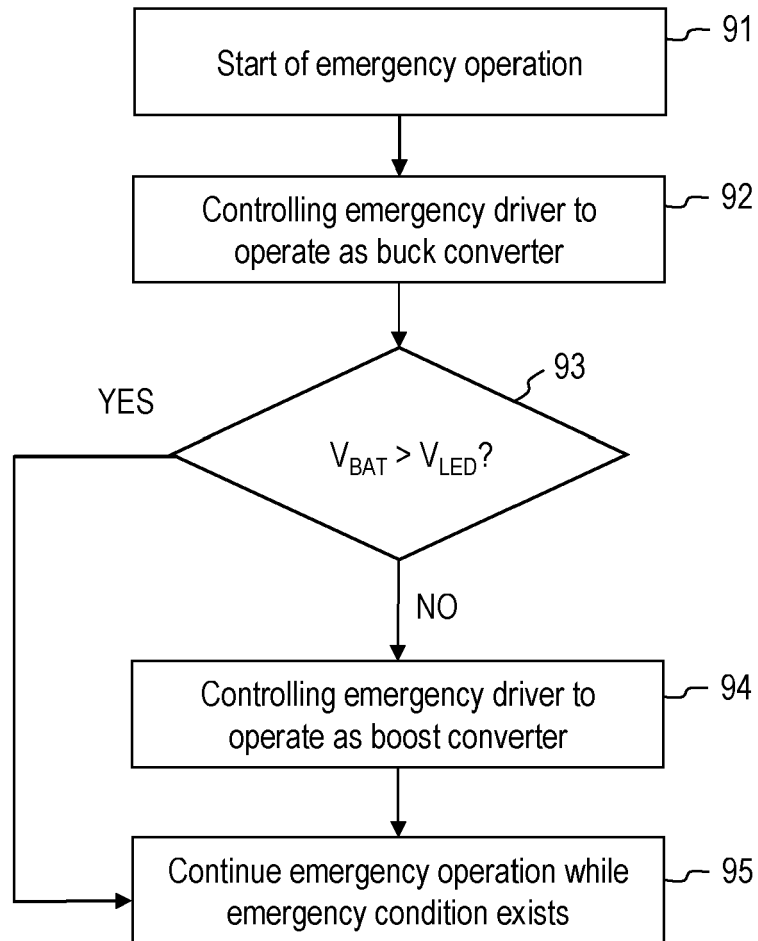 91
Start of emergency operation
92
Controlling emergency driver to
operate as buck converter
93
YES
V_BAT > V_LED?
NO
94
Controlling emergency driver to
operate as boost converter
95
Continue emergency operation while
emergency condition exists